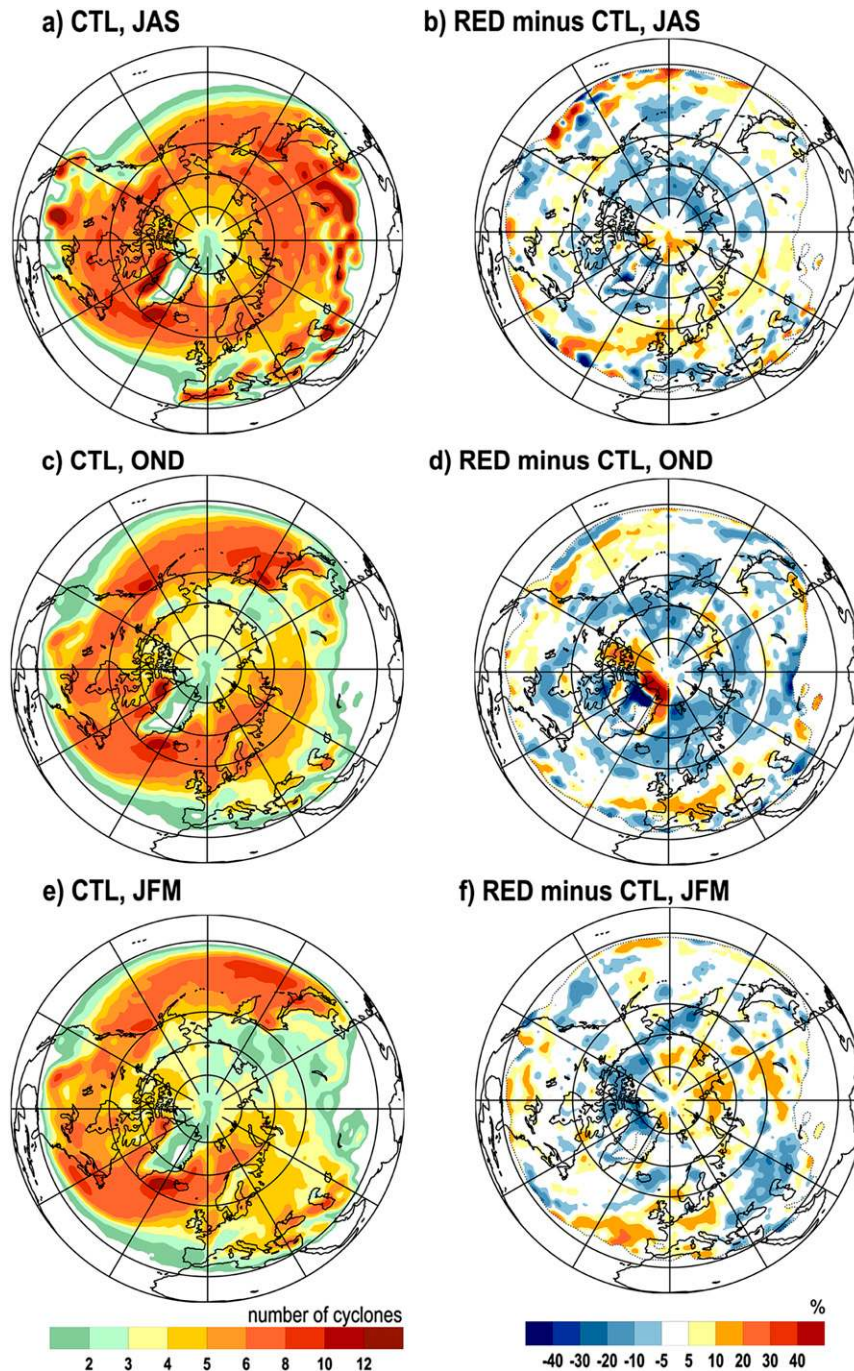 a) CTL, JAS
b) RED minus CTL, JAS
c) CTL, OND
d) RED minus CTL, OND
e) CTL, JFM
f) RED minus CTL, JFM
number of cyclones
2 3 4 5 6 8 10 12
%
-40 -30 -20 -10 -5 5 10 20 30 40